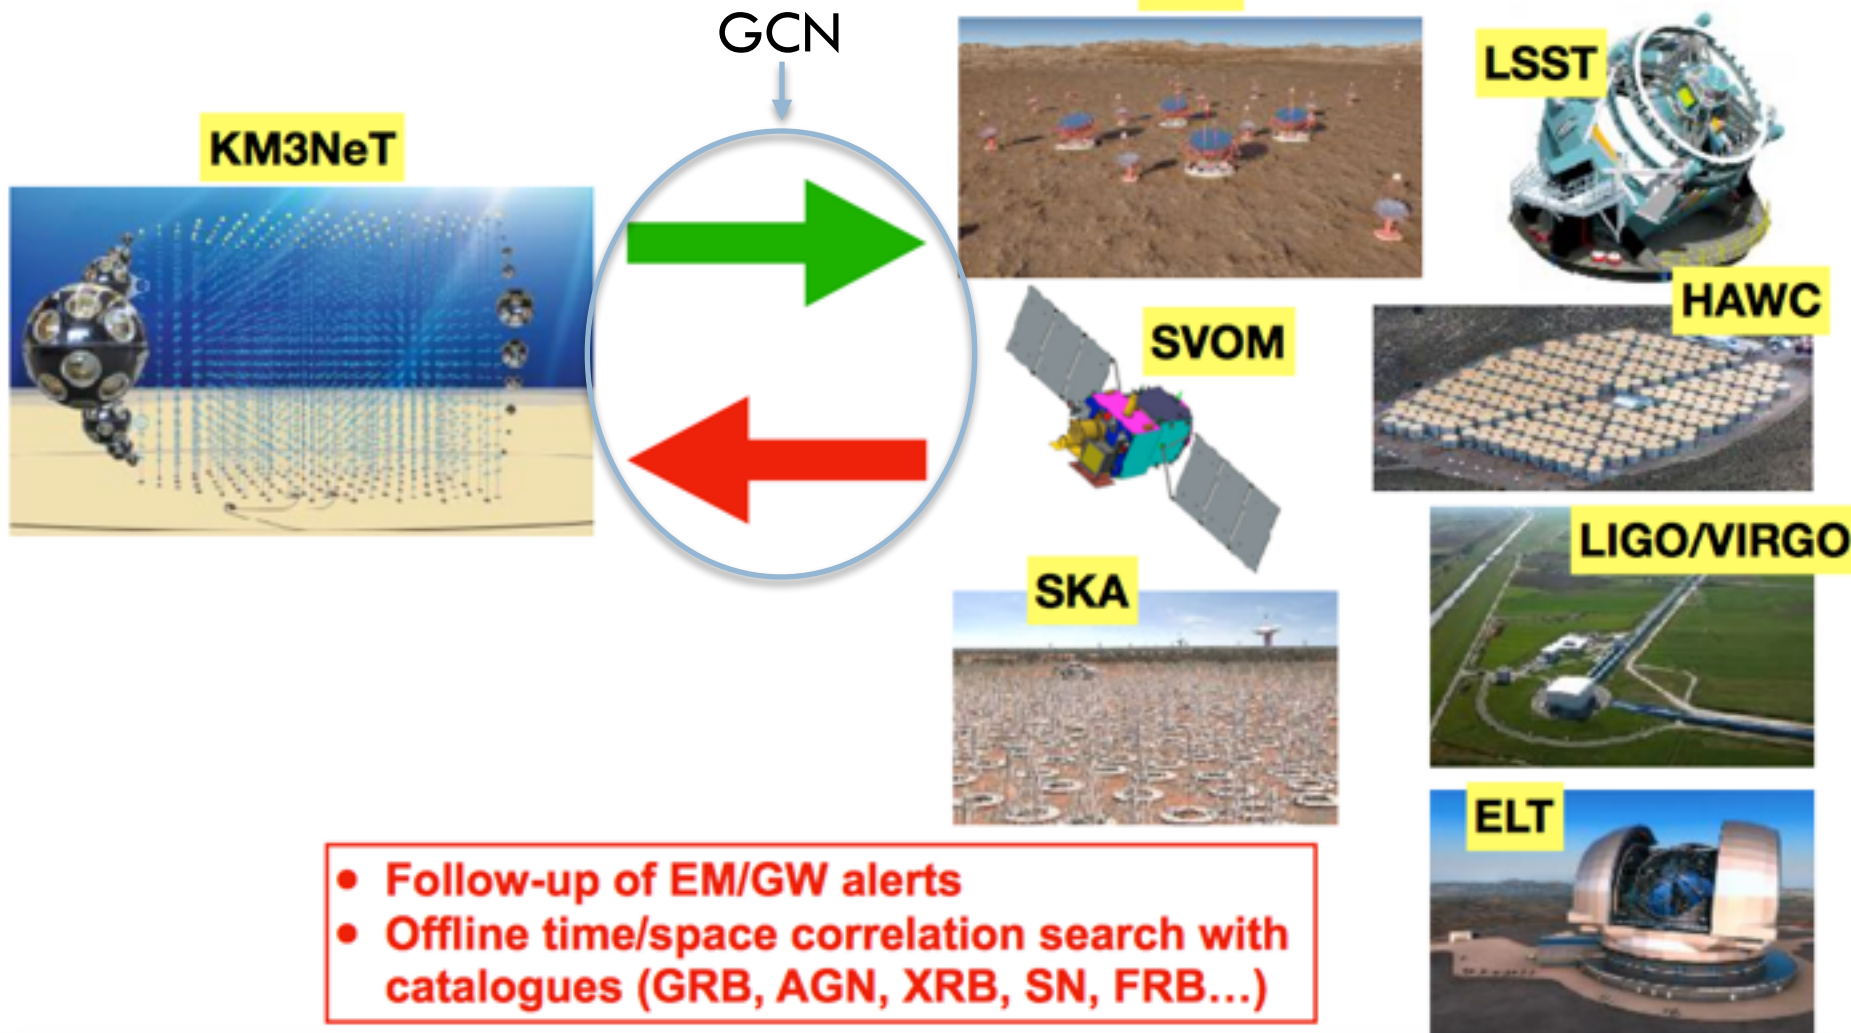 GCN
KM3NeT
LSST
HAWC
SVOM
LIGO/VIRGO
SKA
ELT
• Follow-up of EM/GW alerts
• Offline time/space correlation search with
catalogues (GRB, AGN, XRB, SN, FRB...)